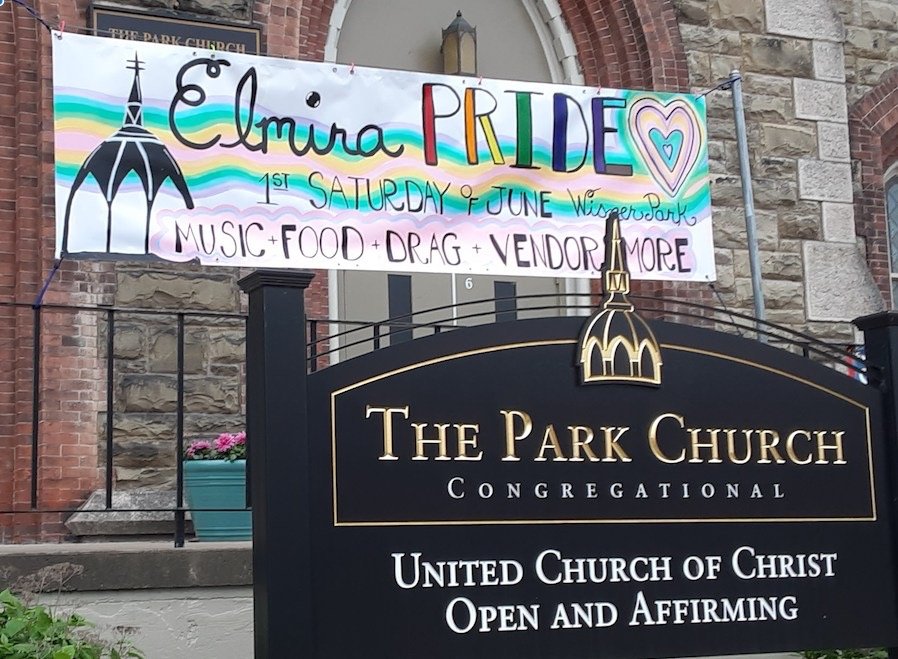 THE PARK CHURCH
Elmira PRIDE
1ST SATURDAY OF JUNE Wisner Park
MUSIC + FOOD + DRAG + VENDOR MORE
6
THE PARK CHURCH
CONGREGATIONAL
UNITED CHURCH OF CHRIST
OPEN AND AFFIRMING